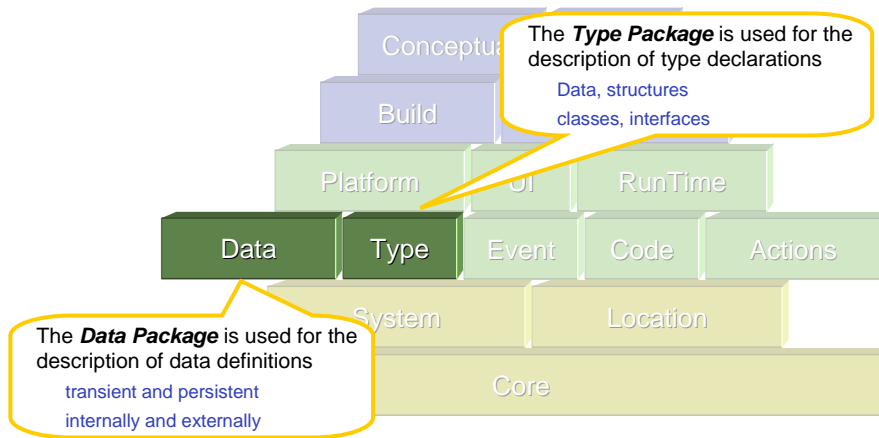 Conceptua
The Type Package is used for the
description of type declarations
Data, structures
classes, interfaces
Build
Platform
UI
RunTime
Data
Type
Event
Code
Actions
System
Location
The Data Package is used for the
description of data definitions
transient and persistent
internally and externally
Core